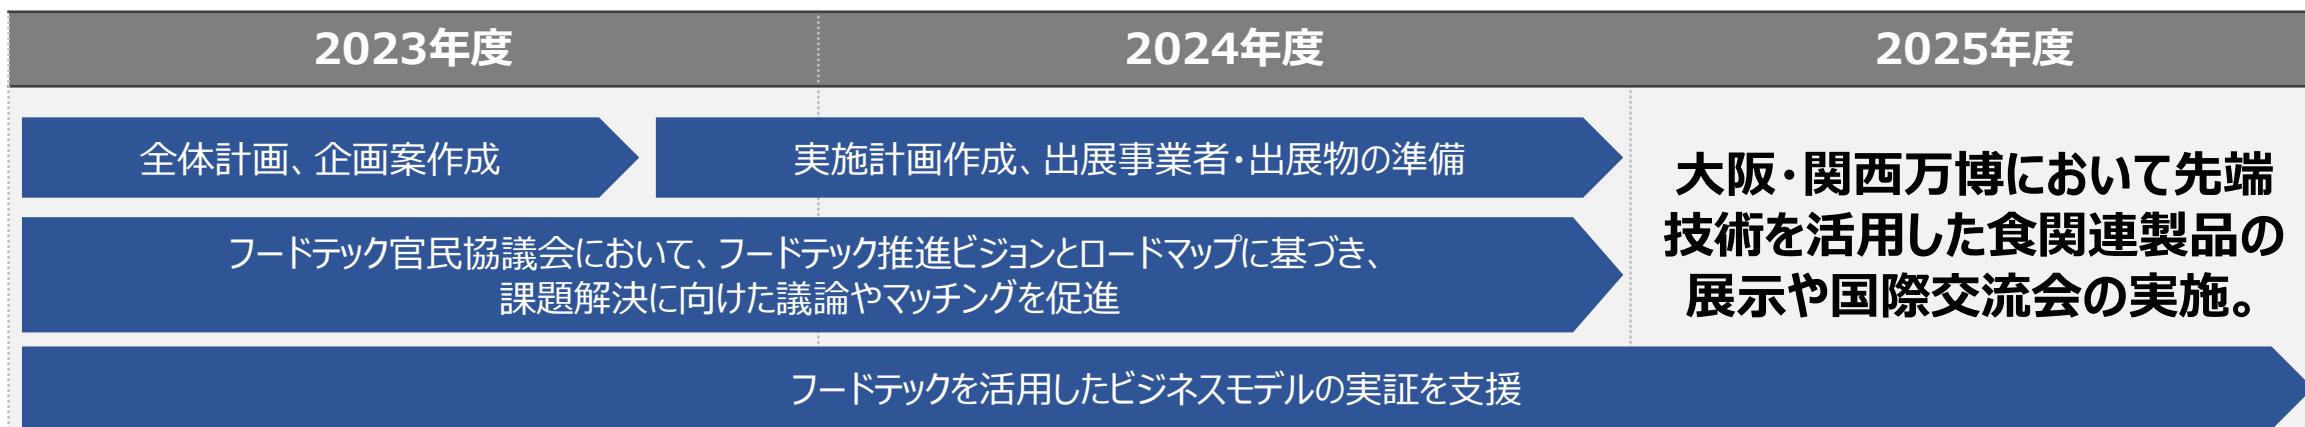 2023年度
2024年度
2025年度
全体計画、企画案作成
実施計画作成、出展事業者・出展物の準備
フードテック官民協議会において、フードテック推進ビジョンとロードマップに基づき、
課題解決に向けた議論やマッチングを促進
フードテックを活用したビジネスモデルの実証を支援
大阪・関西万博において先端
技術を活用した食関連製品の
展示や国際交流会の実施。